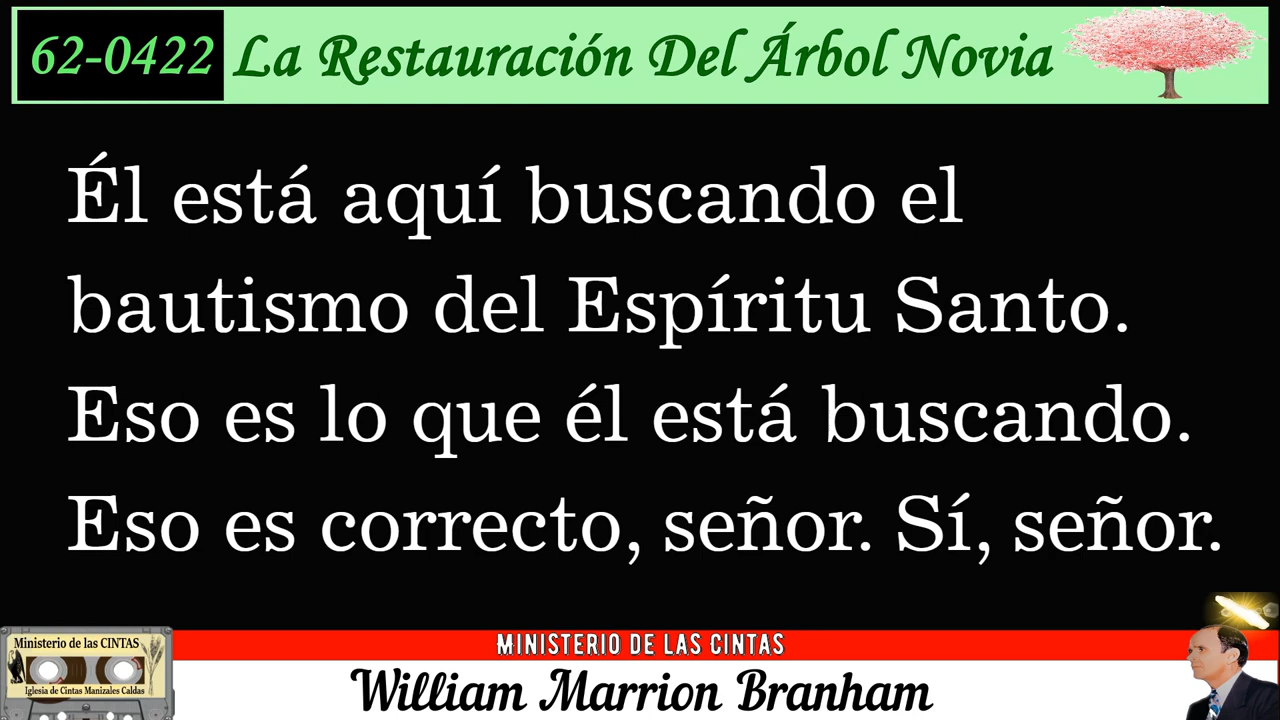 62-0422 La Restauración Del Árbol Novia
Él está aquí buscando el
bautismo del Espíritu Santo.
Eso es lo que él está buscando.
Eso es correcto, señor. Sí, señor.
MINISTERIO DE LAS CINTAS
Ministerio de las CINTAS
Iglesia de Cintas Manizales Caldas
William Marrion Branham